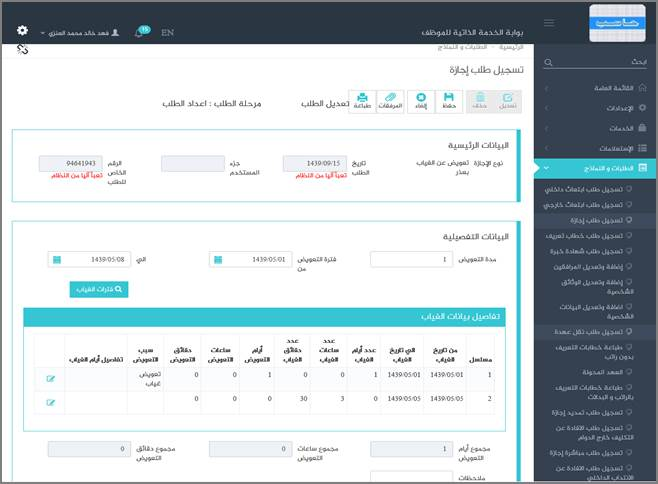 حاسب
بوابة الخدمة الذاتية للموظف
EN
15
فهد خالد محمد العنزي
ابحث
القائمة العامة
الإعدادات
الخدمات
الإستعلامات
الطلبات و النماذج
تسجيل طلب ابتعاث داخلي
تسجيل طلب ابتعاث خارجي
تسجيل طلب إجازة
تسجيل طلب خطاب تعريف
تسجيل طلب شهادة خبرة
إضافة وتعديل المرافقين
إضافة وتعديل الوثائق
الشخصية
اضافة وتعديل البيانات
الشخصية
تسجيل طلب نقل عهدة
طباعة خطابات التعريف
بدون راتب
العهد المحولة
طباعة خطابات التعريف
بالراتب و البدلات
تسجيل طلب تمديد إجازة
تسجيل طلب الافادة عن
التكليف خارج الدوام
تسجيل طلب مباشرة إجازة
تسجيل طلب الافادة عن
الإنتداب الداخلي
الرئيسية - الطلبات و النماذج
تسجيل طلب إجازة
تعديل
حذف
حفظ
إلغاء
المرفقات
طباعة
تعديل الطلب
مرحلة الطلب : اعداد الطلب
البيانات الرئيسية
نوع الإجازة
تعويض عن الغياب
بعذر
تاريخ
الطلب
1439/09/15
تعبأ آليا من النظام
جزء
المستخدم
الرقم
الخاص
للطلب
94641943
تعبأ آليا من النظام
البيانات التفصيلية
مدة التعويض
1
فترة التعويض
من
1439/05/01
الي
1439/05/08
فترات الغياب
تفاصيل بيانات الغياب
مسلسل
من تاريخ
الغياب
الي تاريخ
الغياب
عدد أيام
الغياب
عدد
ساعات
الغياب
عدد
دقائق
الغياب
أيام
التعويض
ساعات
التعويض
دقائق
التعويض
سبب
التعويض
تفاصيل أيام الغياب
1 1439/05/01 1439/05/01 1 0 0 1 0 0 تعويض
غياب
2 1439/05/05 1439/05/05 0 3 30 0 0 0
مجموع أيام
التعويض
1
مجموع ساعات
التعويض
0
مجموع دقائق
التعويض
0
ملاحظات